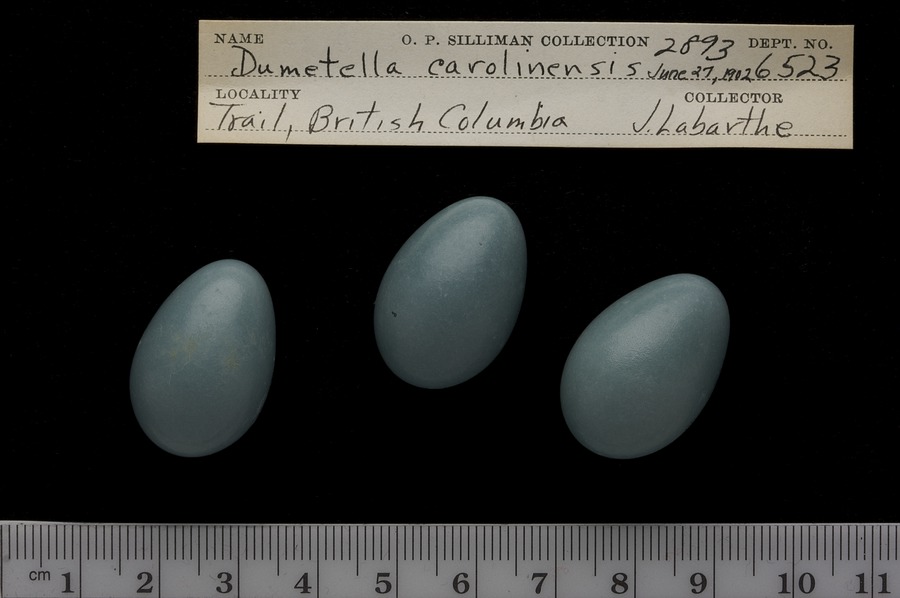 NAME O. P. SILLIMAN COLLECTION 2893 DEPT. NO.
Dumetella carolinensis June 27, 1902 6523
LOCALITY COLLECTOR
Trail, British Columbia J. Labarthe
cm 1 2 3 4 5 6 7 8 9 10 11